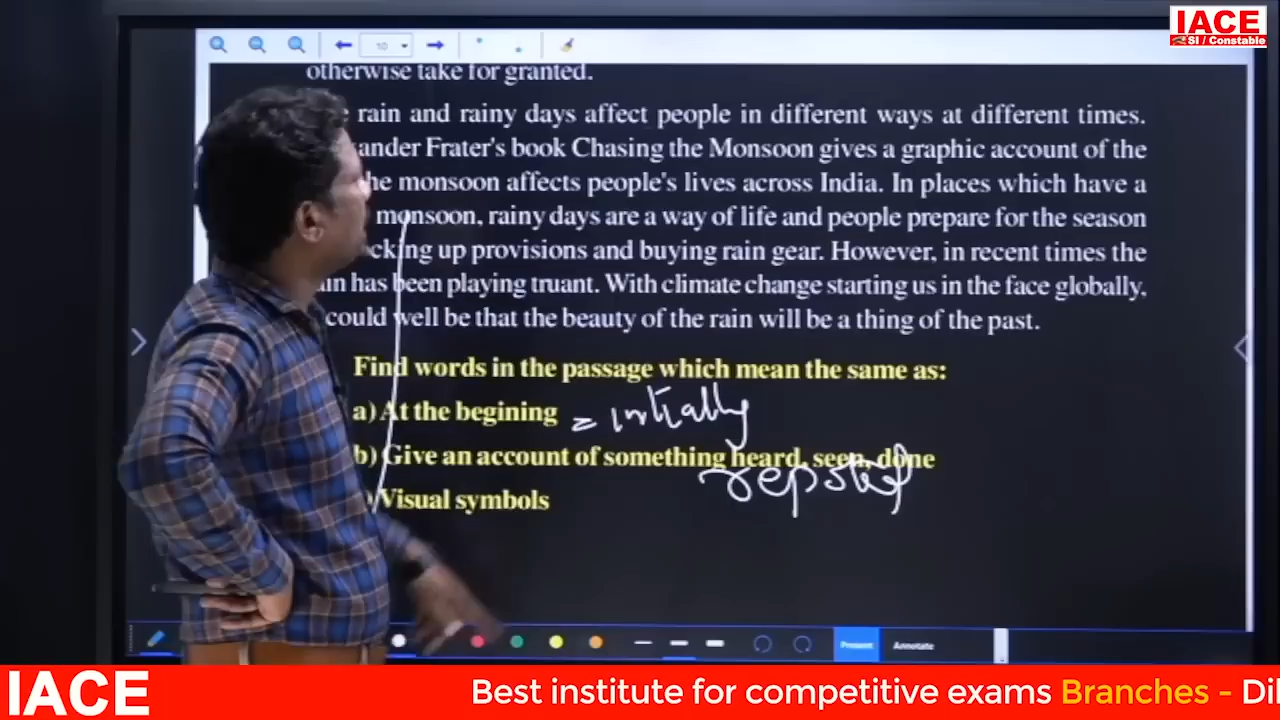 IACE
SI / Constable
10
otherwise take for granted.
rain and rainy days affect people in different ways at different times.
ander Frater's book Chasing the Monsoon gives a graphic account of the
he monsoon affects people's lives across India. In places which have a
monsoon, rainy days are a way of life and people prepare for the season
cking up provisions and buying rain gear. However, in recent times the
in has been playing truant. With climate change starting us in the face globally,
could well be that the beauty of the rain will be a thing of the past.
Find words in the passage which mean the same as:
a) At the begining = initially
b) Give an account of something heard, seen, done
) Visual symbols
Present Annotate
IACE Best institute for competitive exams Branches - Dil